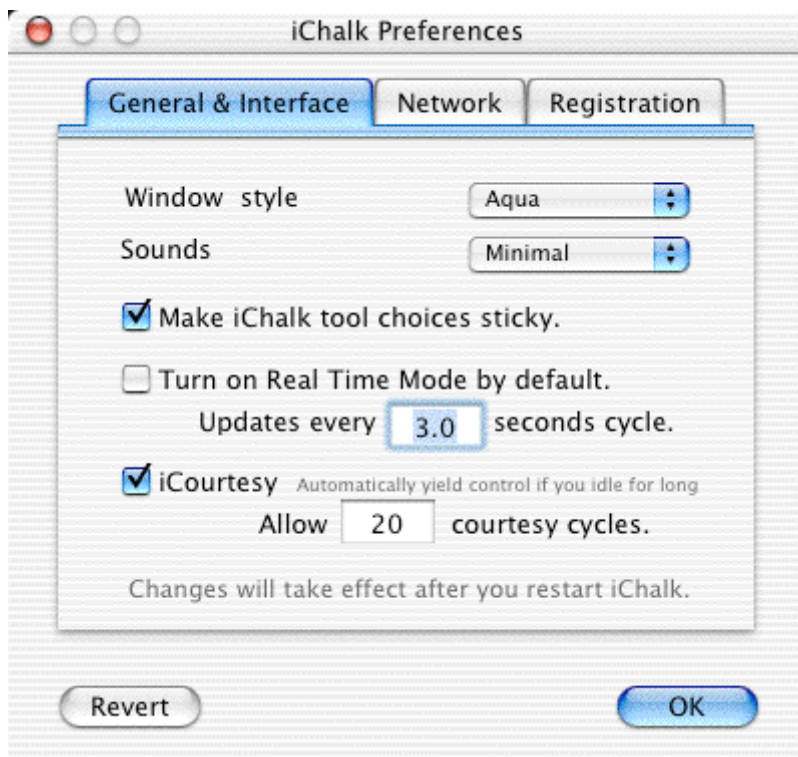 iChalk Preferences
General & Interface Network Registration
Window style Aqua
Sounds Minimal
Make iChalk tool choices sticky.
Turn on Real Time Mode by default.
Updates every 3.0 seconds cycle.
iCourtesy Automatically yield control if you idle for long
Allow 20 courtesy cycles.
Changes will take effect after you restart iChalk.
Revert OK